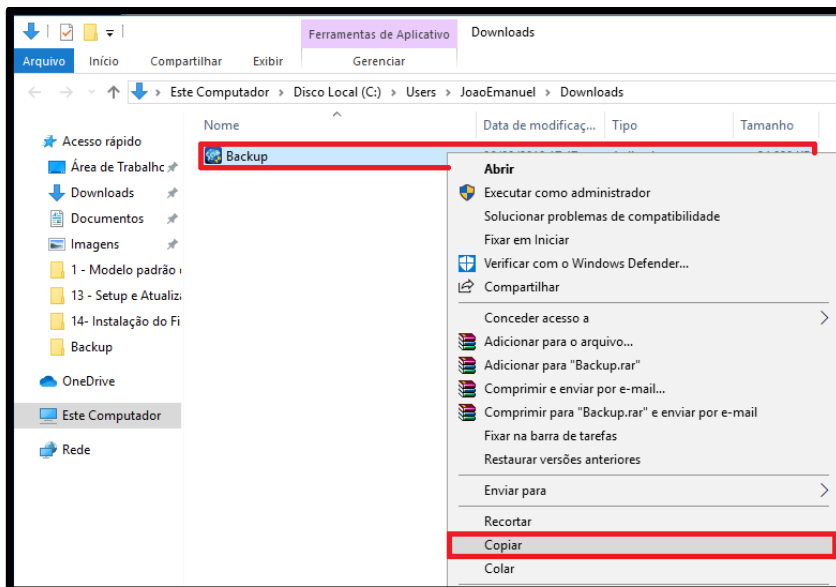 Ferramentas de Aplicativo Downloads
Arquivo Início Compartilhar Exibir Gerenciar
Este Computador Disco Local (C:) Users JoaoEmanuel Downloads
Nome Data de modificaç... Tipo Tamanho
Acesso rápido
Área de Trabalhc
Downloads
Documentos
Imagens
1 - Modelo padrão
13 - Setup e Atualiz
14- Instalação do Fi
Backup
OneDrive
Este Computador
Rede
Backup
Abrir
Executar como administrador
Solucionar problemas de compatibilidade
Fixar em Iniciar
Verificar com o Windows Defender...
Compartilhar
Conceder acesso a
Adicionar para o arquivo...
Adicionar para "Backup.rar"
Comprimir e enviar por e-mail...
Comprimir para "Backup.rar" e enviar por e-mail
Fixar na barra de tarefas
Restaurar versões anteriores
Enviar para
Recortar
Copiar
Colar